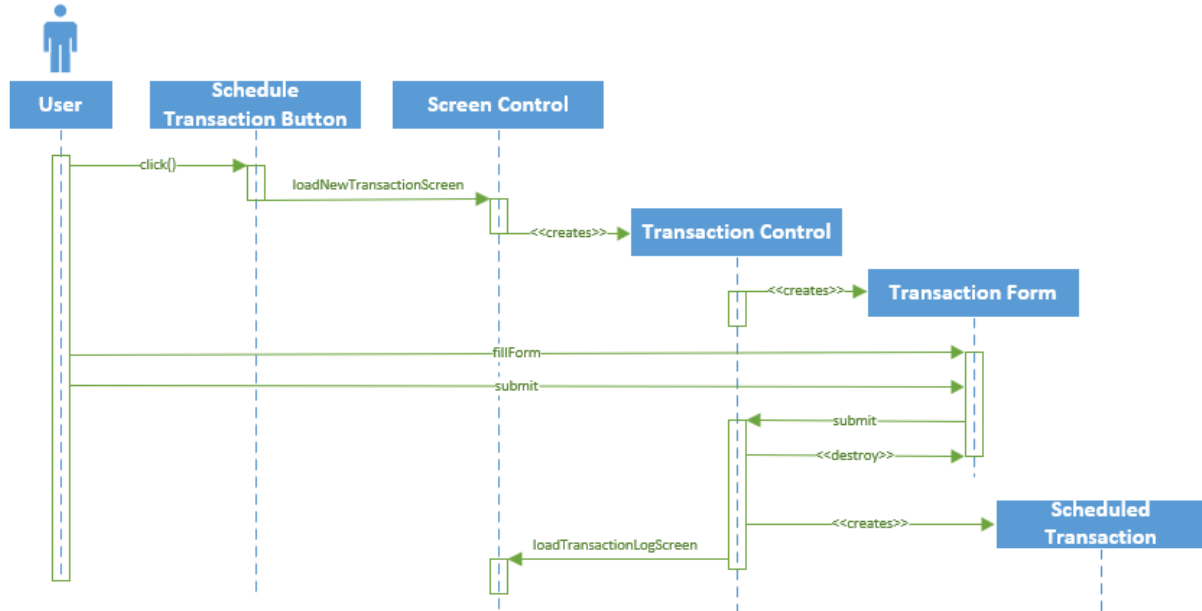 User
Schedule
Transaction Button
Screen Control
click()
loadNewTransactionScreen
<<creates>>
Transaction Control
<<creates>>
Transaction Form
fillForm
submit
submit
<<destroy>>
<<creates>>
Scheduled
Transaction
loadTransactionLogScreen